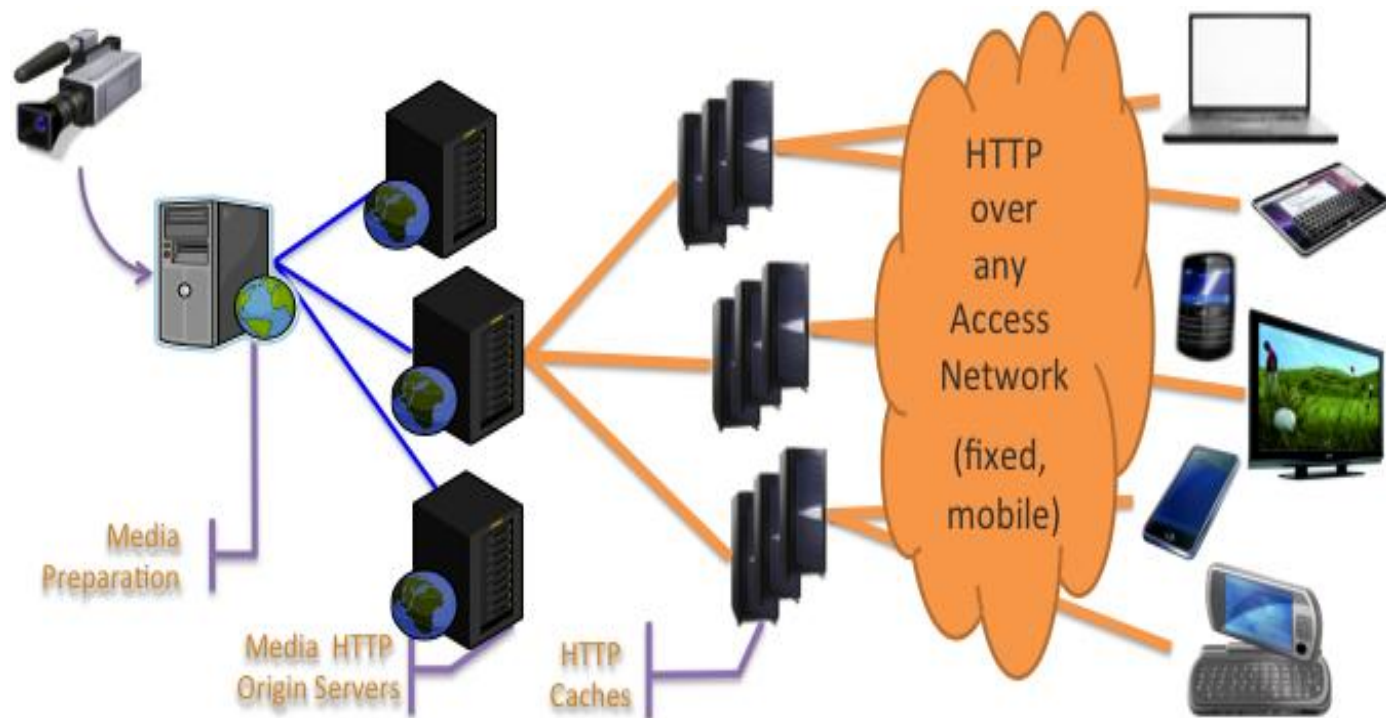 HTTP
over
any
Access
Network
(fixed,
mobile)
Media
Preparation
Media HTTP
Origin Servers
HTTP
Caches